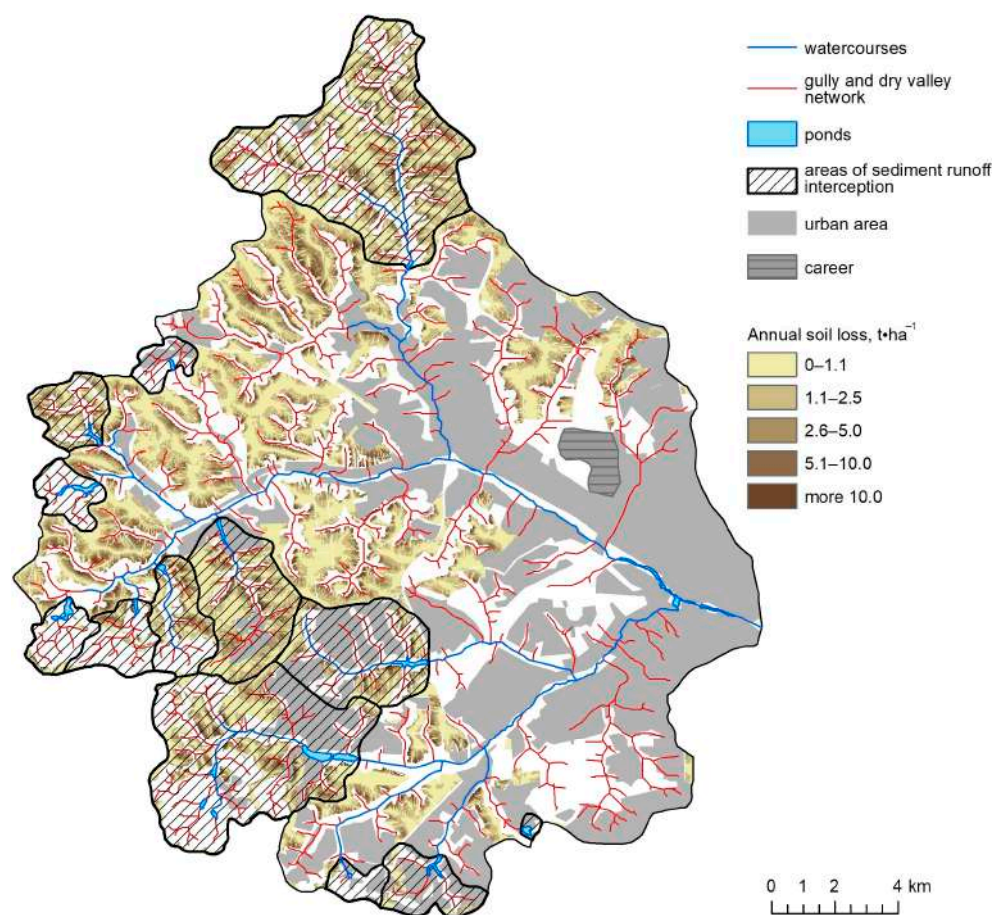 watercourses
gully and dry valley
network
ponds
areas of sediment runoff
interception
urban area
career
Annual soil loss, t•ha⁻¹
0–1.1
1.1–2.5
2.6–5.0
5.1–10.0
more 10.0
0 1 2 4 km